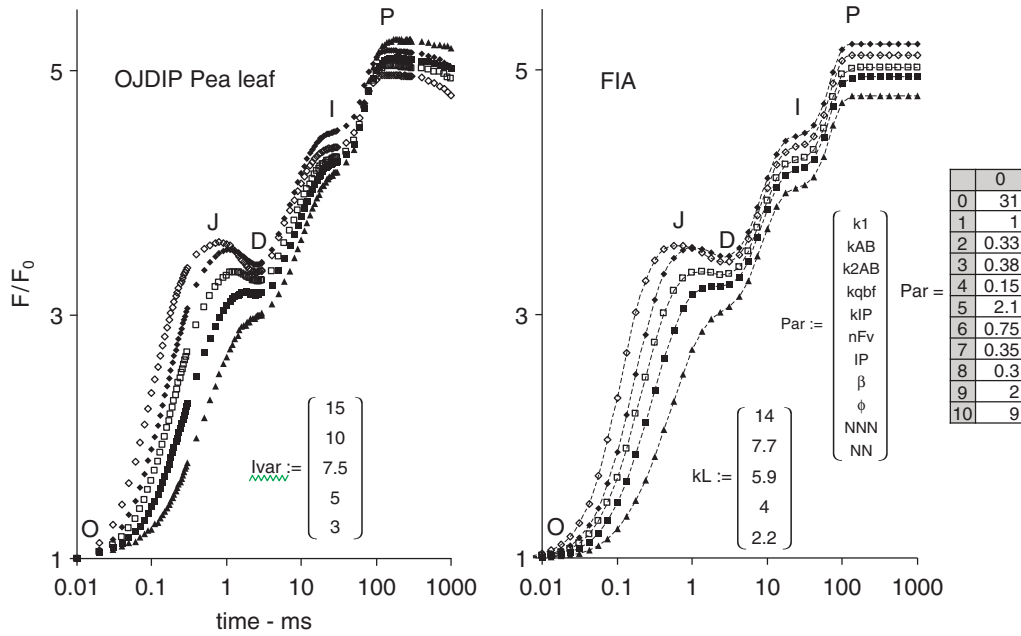 P
OJDIP Pea leaf
I
J
D
O
F/F0
5
3
1
0.01 0.1 1 10 100 1000
time - ms
Ivar :=
15
10
7.5
5
3
P
FIA
I
J
D
O
5
3
1
0.01 0.1 1 10 100 1000
kL :=
14
7.7
5.9
4
2.2
Par :=
k1
kAB
k2AB
kqbf
kIP
nFv
IP
β
ϕ
NNN
NN
Par =
0
0 31
1 1
2 0.33
3 0.38
4 0.15
5 2.1
6 0.75
7 0.35
8 0.3
9 2
10 9